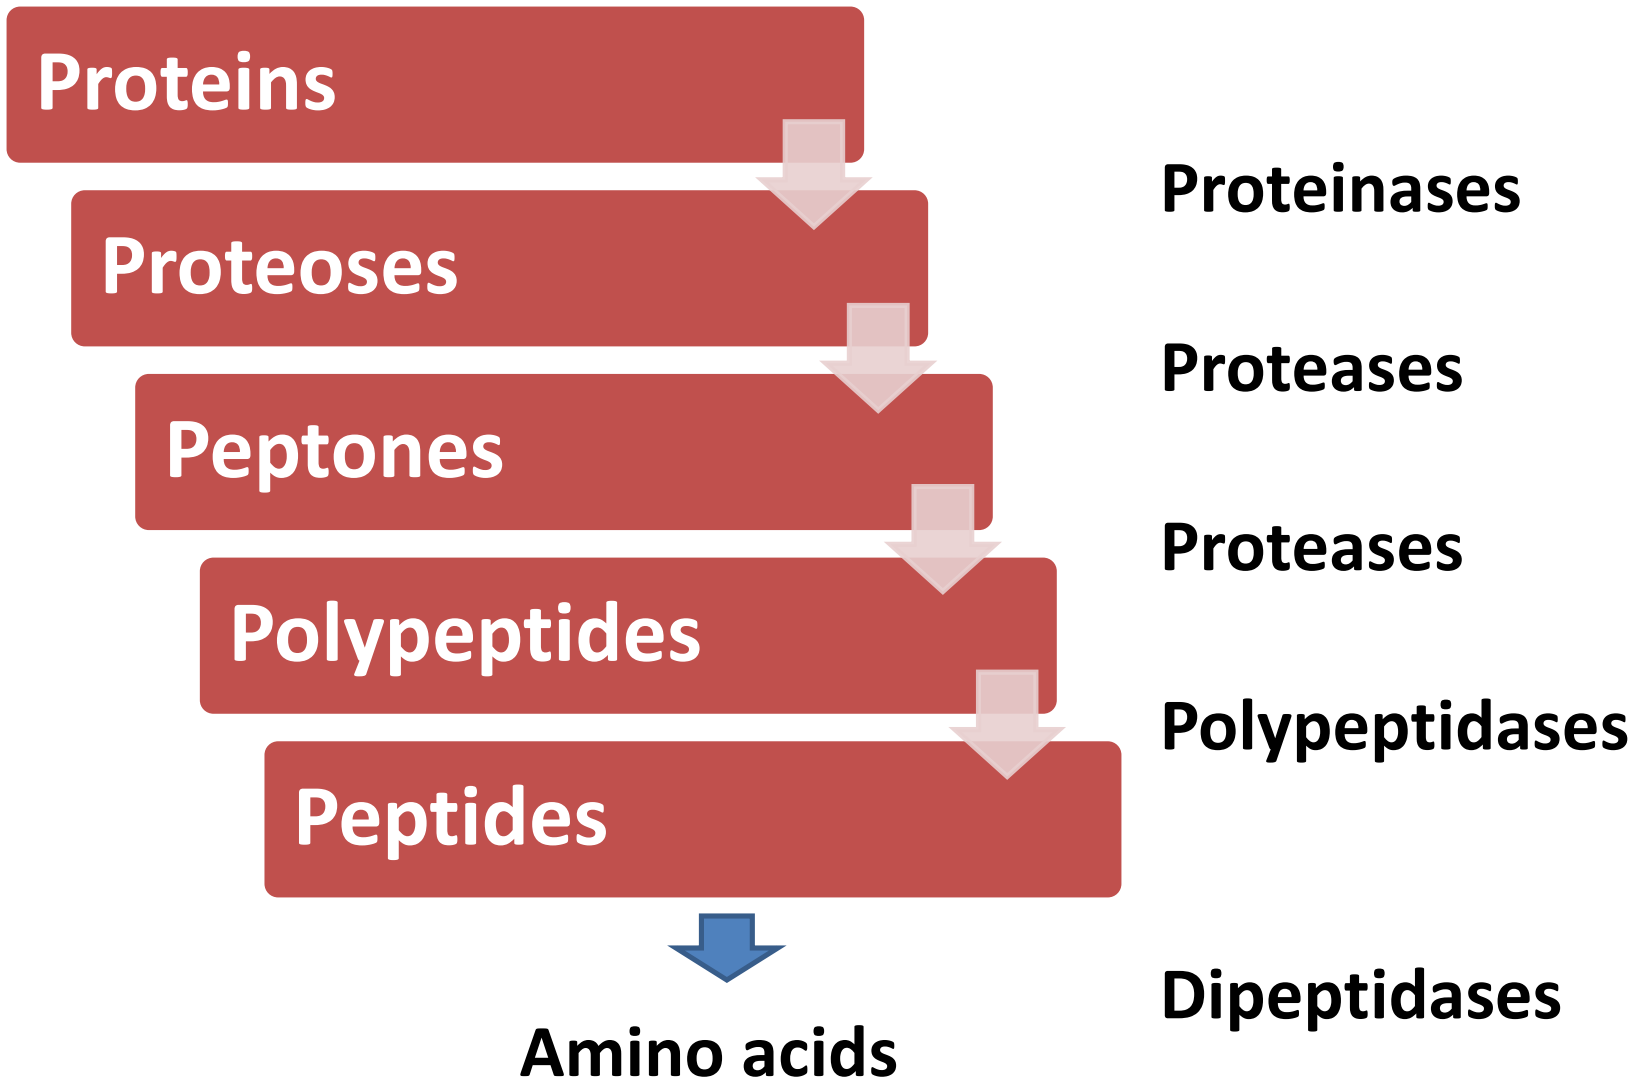 Proteins
Proteinases
Proteoses
Proteases
Peptones
Proteases
Polypeptides
Polypeptidases
Peptides
Dipeptidases
Amino acids